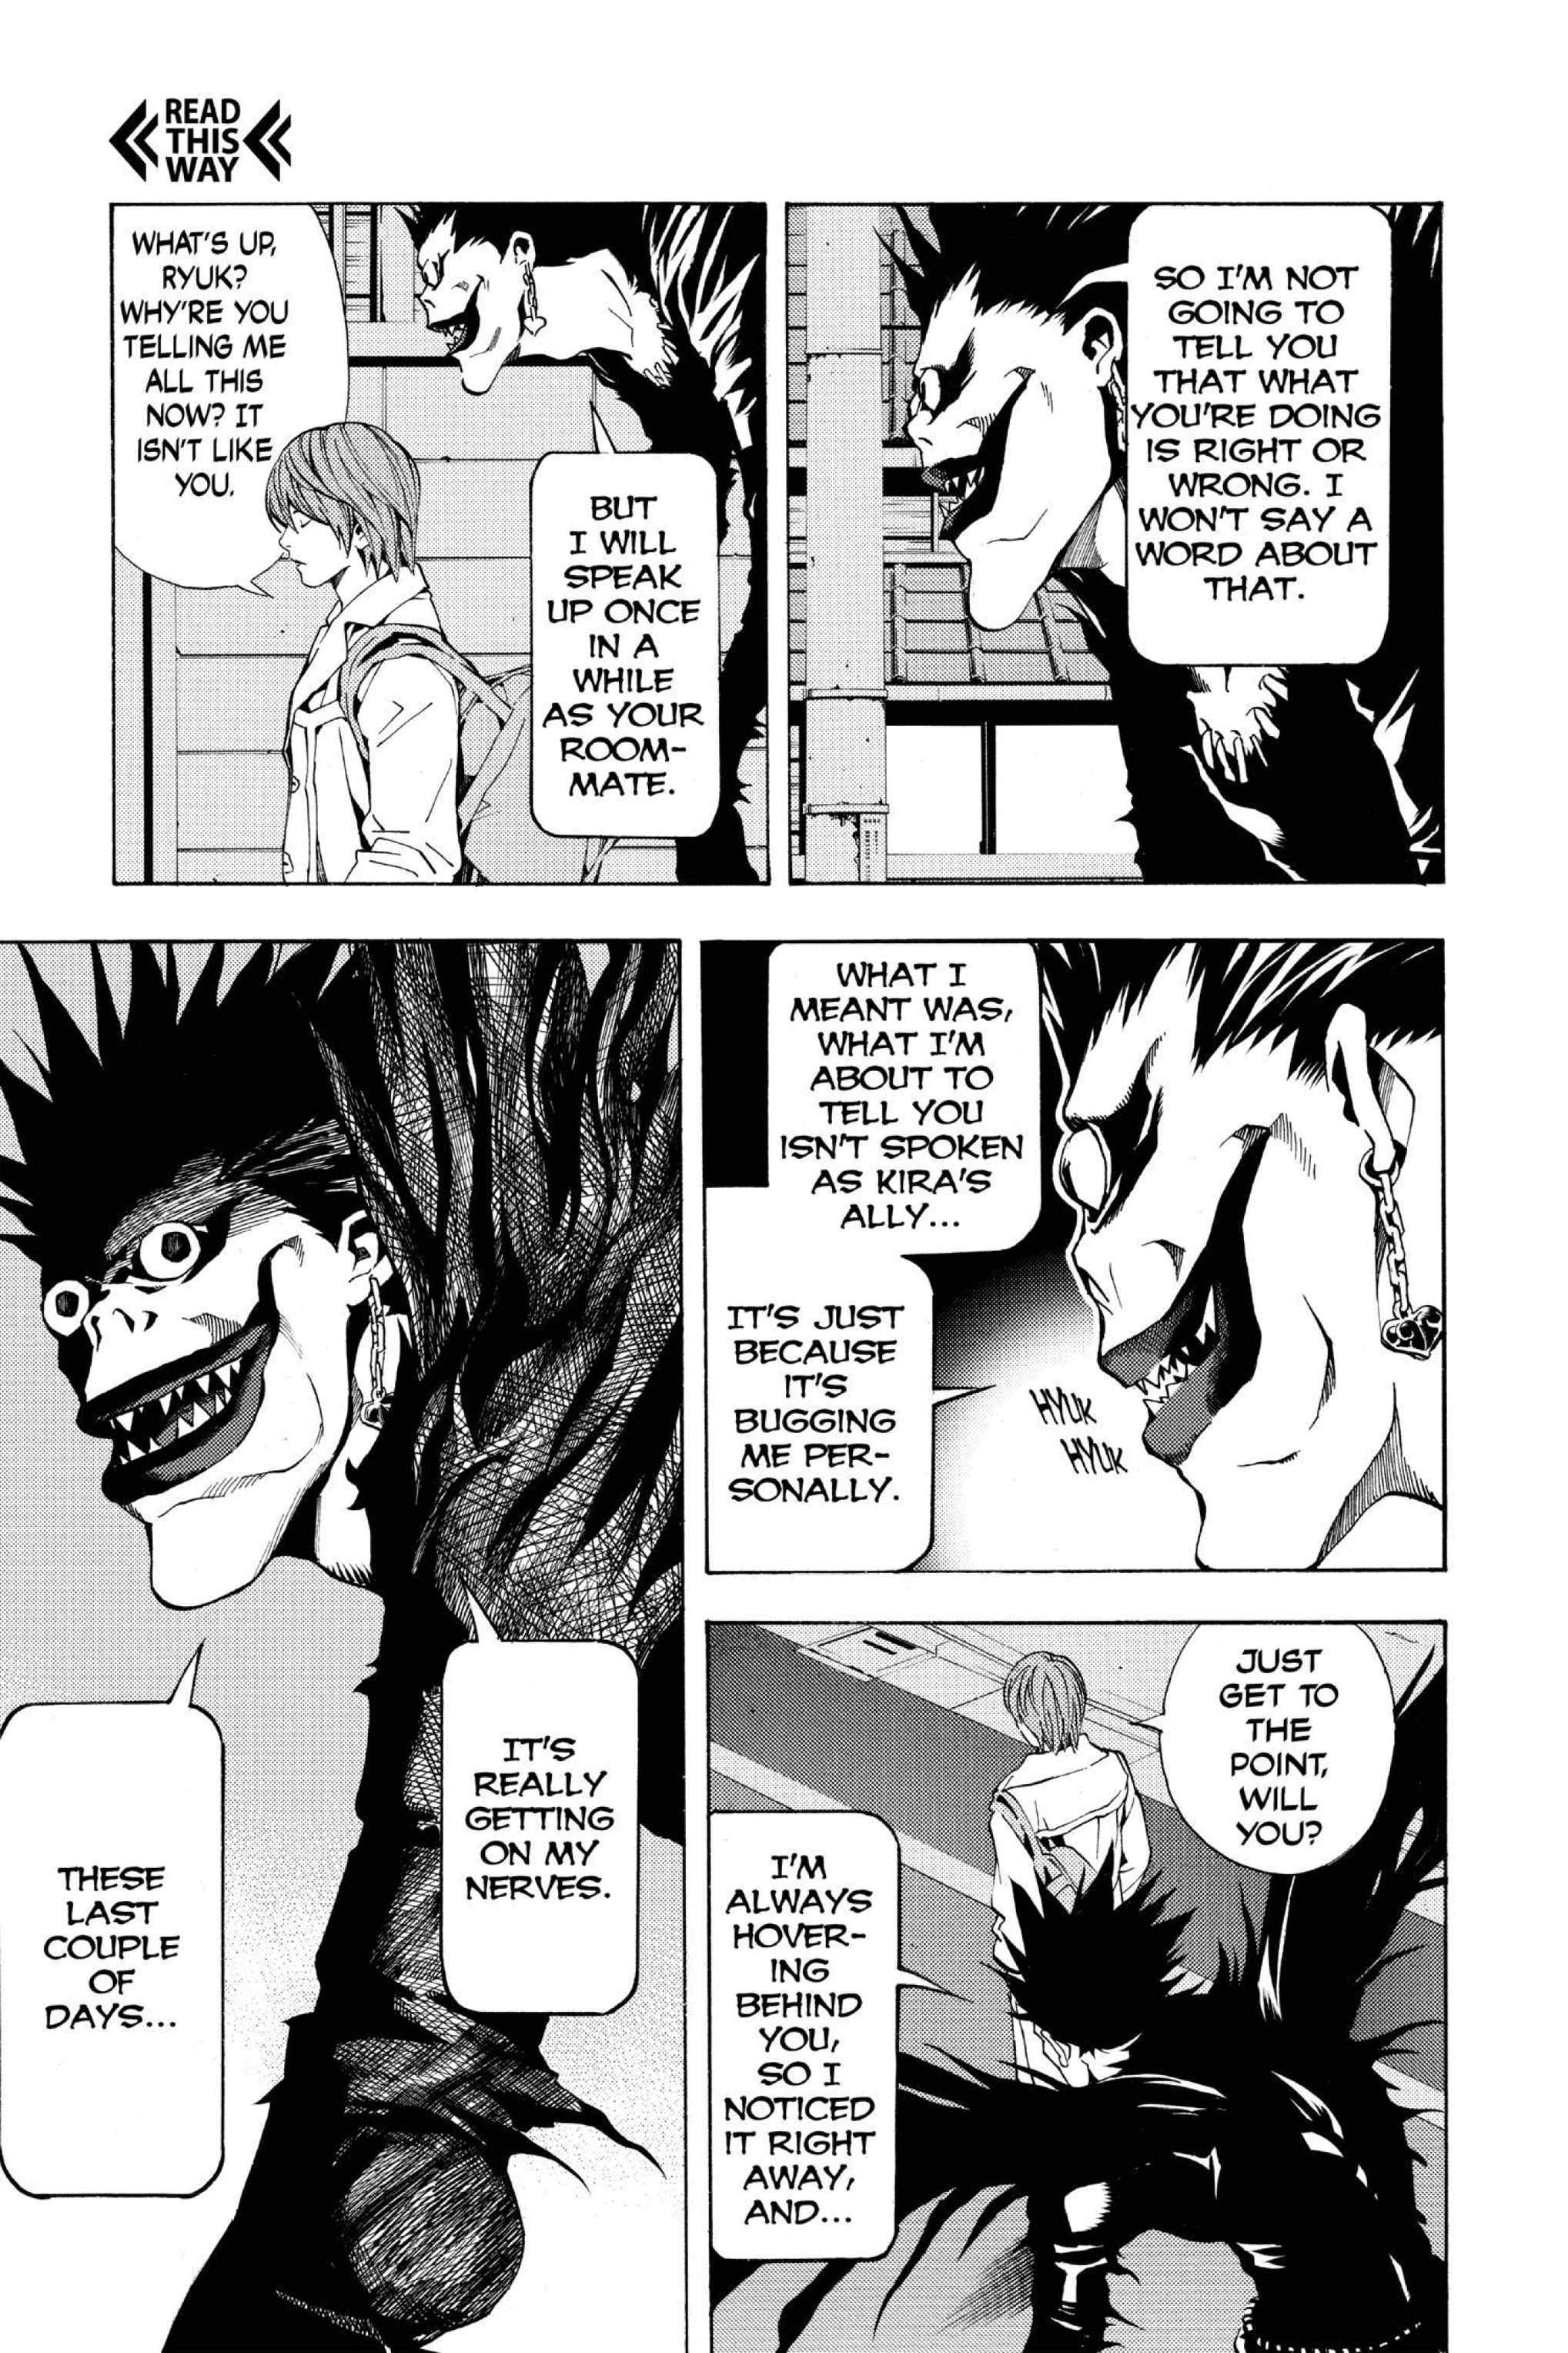 READ
THIS
WAY
SO I'M NOT
GOING TO
TELL YOU
THAT WHAT
YOU'RE DOING
IS RIGHT OR
WRONG. I
WON'T SAY A
WORD ABOUT
THAT.
BUT
I WILL
SPEAK
UP ONCE
IN A
WHILE
AS YOUR
ROOM-
MATE.
WHAT'S UP,
RYUK?
WHY'RE YOU
TELLING ME
ALL THIS
NOW? IT
ISN'T LIKE
YOU.
WHAT I
MEANT WAS,
WHAT I'M
ABOUT TO
TELL YOU
ISN'T SPOKEN
AS KIRA'S
ALLY...
IT'S JUST
BECAUSE
IT'S
BUGGING
ME PER-
SONALLY.
HYUK
HYUK
JUST
GET TO
THE
POINT,
WILL
YOU?
I'M
ALWAYS
HOVER-
ING
BEHIND
YOU,
SO I
NOTICED
IT RIGHT
AWAY,
AND...
IT'S
REALLY
GETTING
ON MY
NERVES.
THESE
LAST
COUPLE
OF
DAYS...